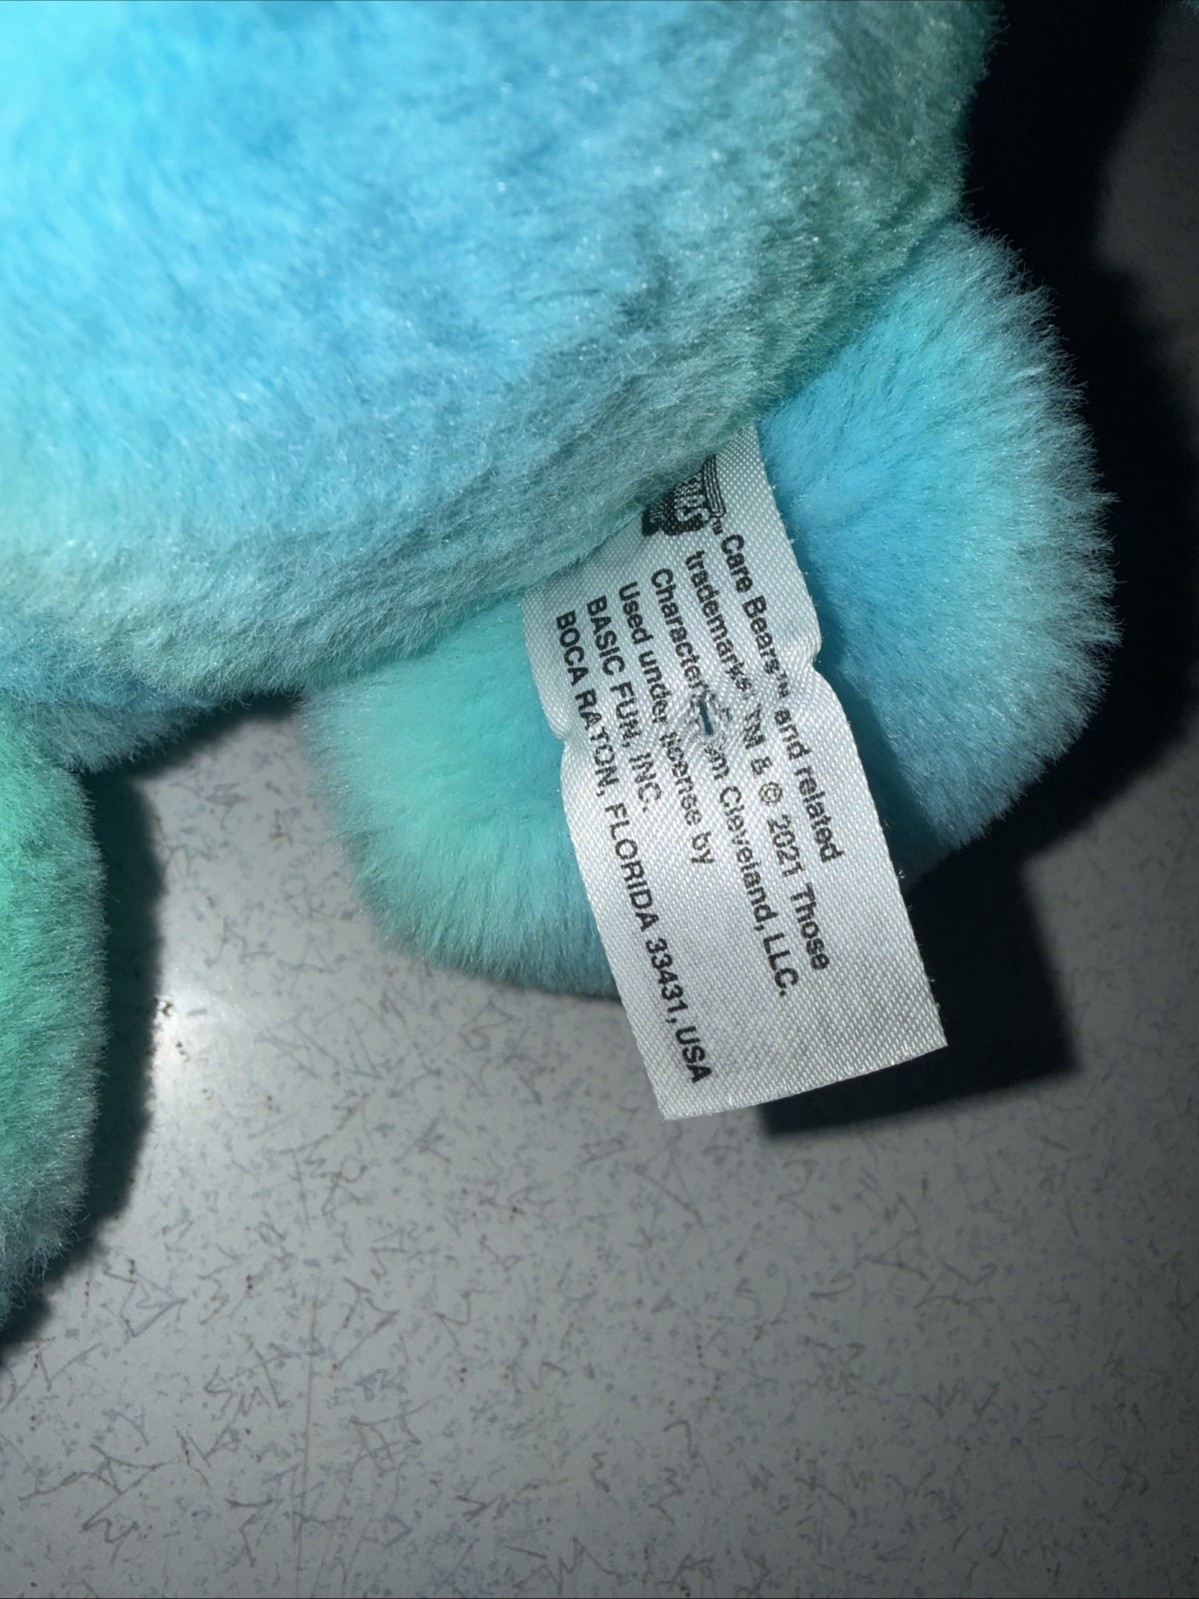 ™
Care Bears™ and related
trademarks TM & © 2021 Those
Characters From Cleveland, LLC.
Used under license by
BASIC FUN, INC.
BOCA RATON, FLORIDA 33431, USA